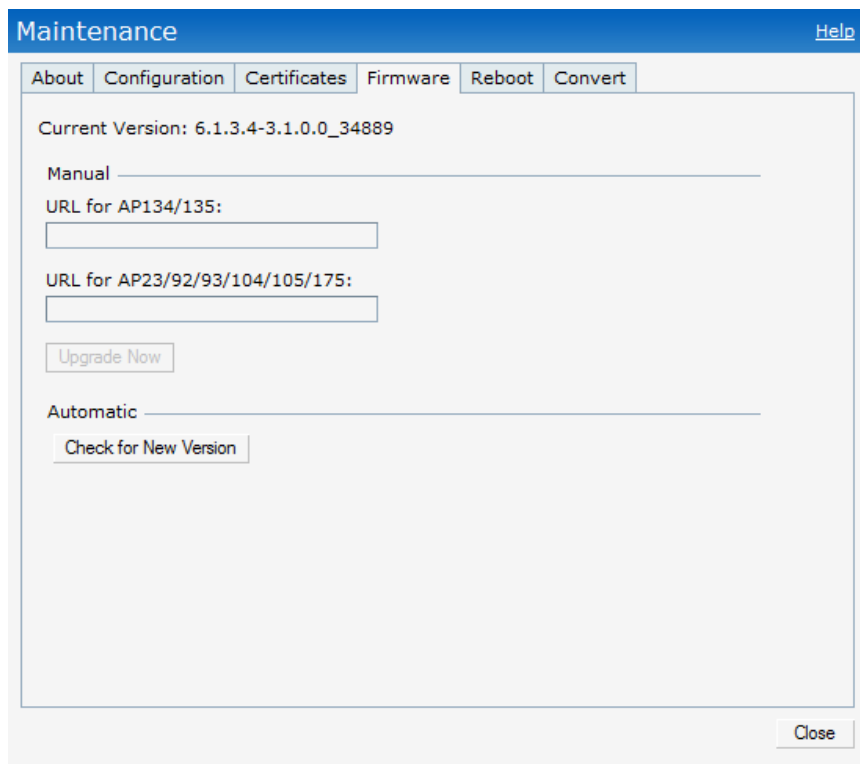 Maintenance Help
About Configuration Certificates Firmware Reboot Convert
Current Version: 6.1.3.4-3.1.0.0_34889
Manual
URL for AP134/135:
URL for AP23/92/93/104/105/175:
Upgrade Now
Automatic
Check for New Version
Close